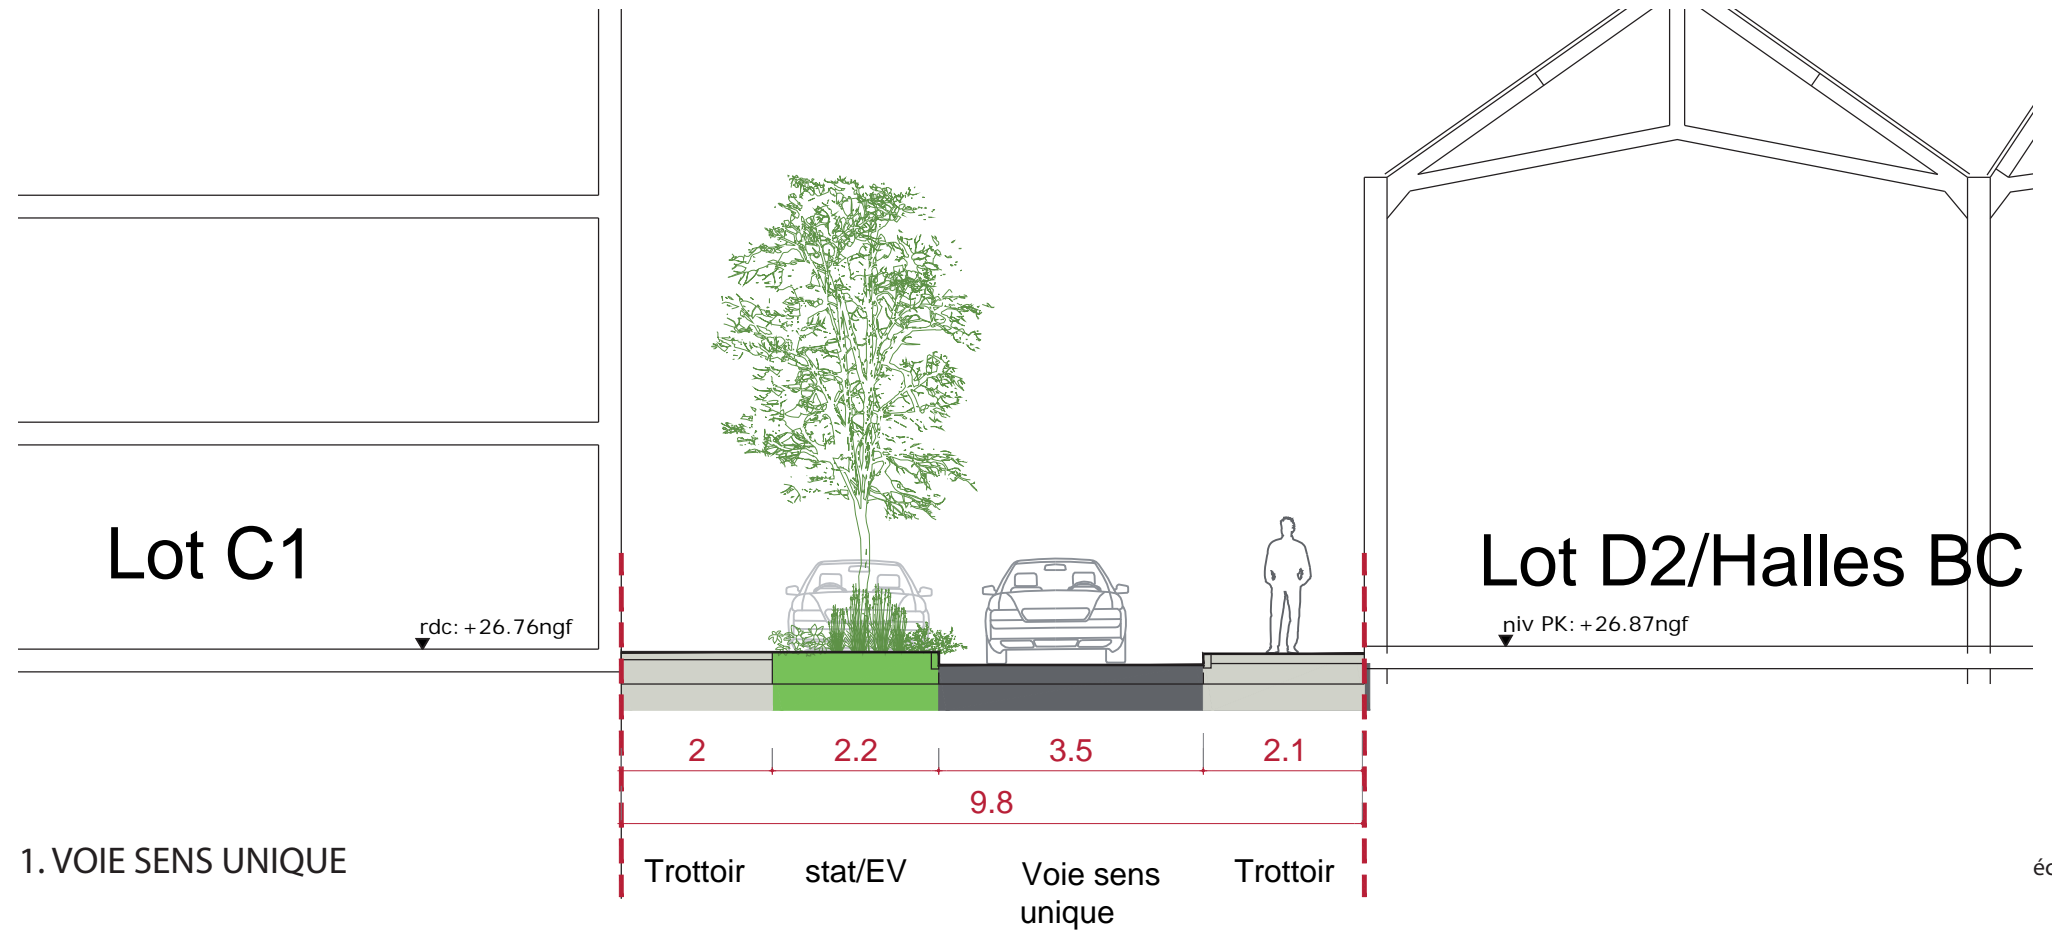 Lot C1
Lot D2/Halles BC
rdc: +26.76ngf
niv PK: +26.87ngf
2
2.2
3.5
2.1
9.8
1. VOIE SENS UNIQUE
Trottoir
stat/EV
Voie sens
unique
Trottoir